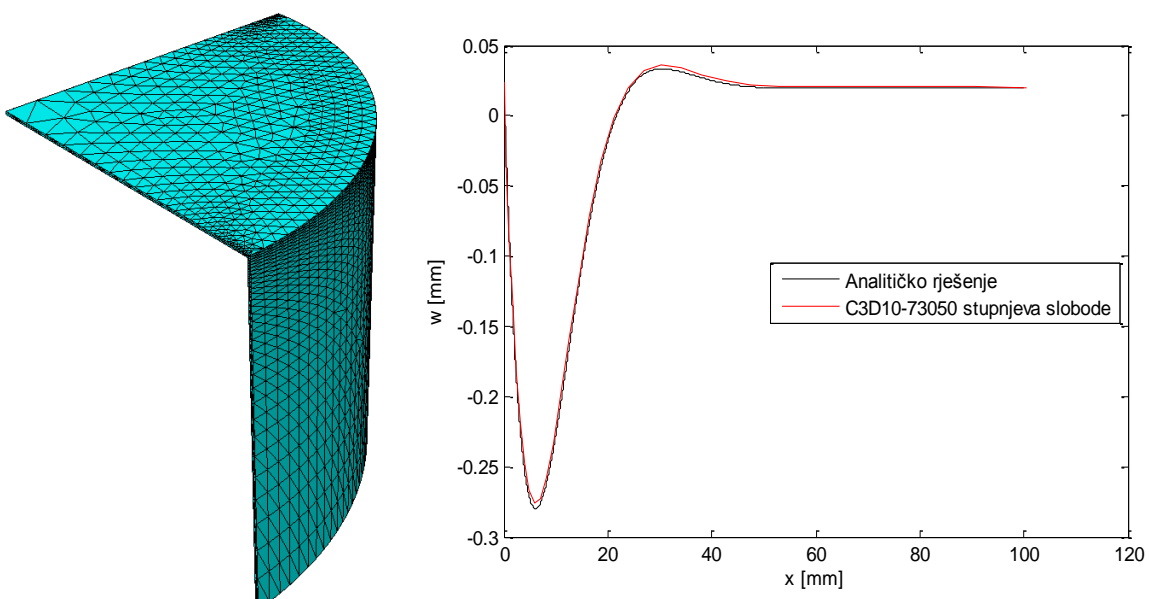 0.05
0
-0.05
-0.1
-0.15
-0.2
-0.25
-0.3
w [mm]
Analitičko rješenje
C3D10-73050 stupnjeva slobode
0 20 40 60 80 100 120
x [mm]